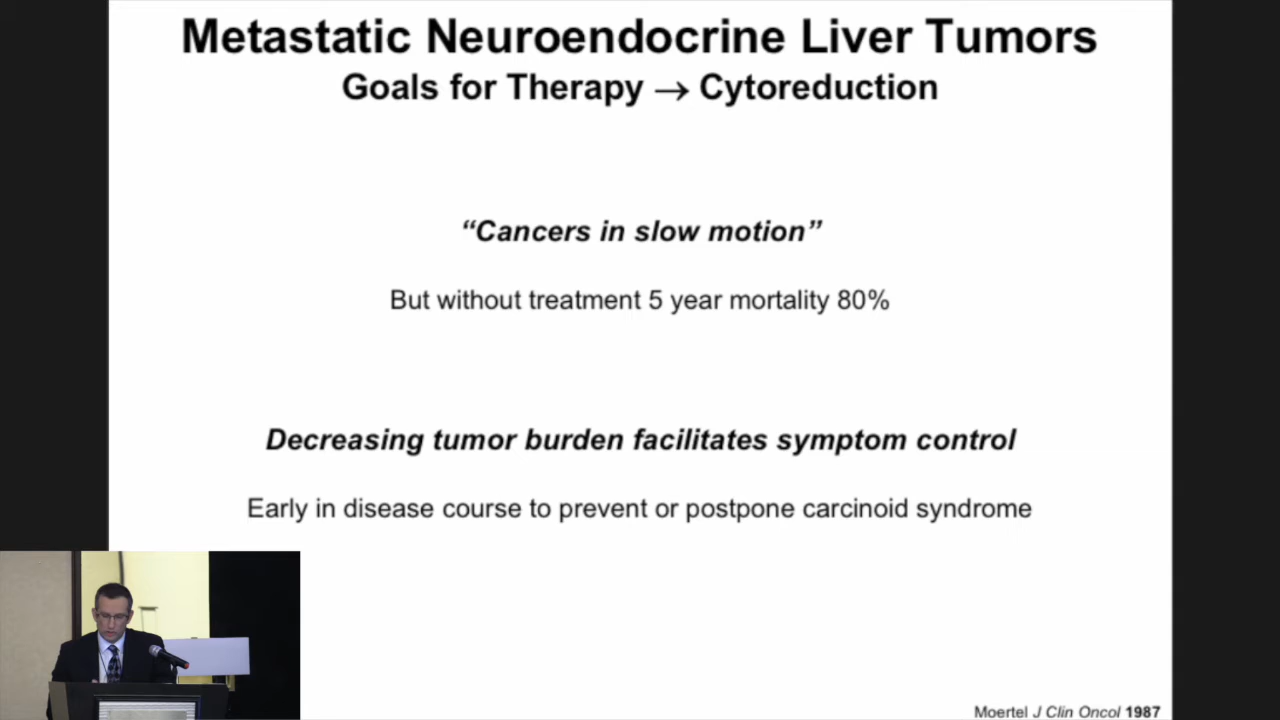 Metastatic Neuroendocrine Liver Tumors
Goals for Therapy → Cytoreduction
“Cancers in slow motion”
But without treatment 5 year mortality 80%
Decreasing tumor burden facilitates symptom control
Early in disease course to prevent or postpone carcinoid syndrome
Moertel J Clin Oncol 1987